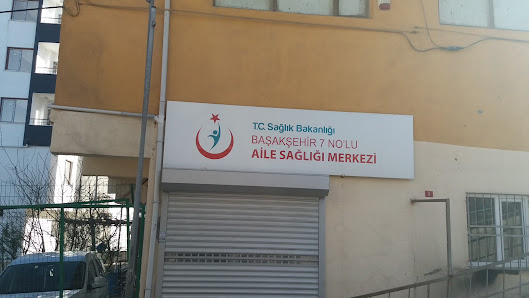 T.C. Sağlık Bakanlığı
BAŞAKŞEHİR 7 NO'LU
AİLE SAĞLIĞI MERKEZİ